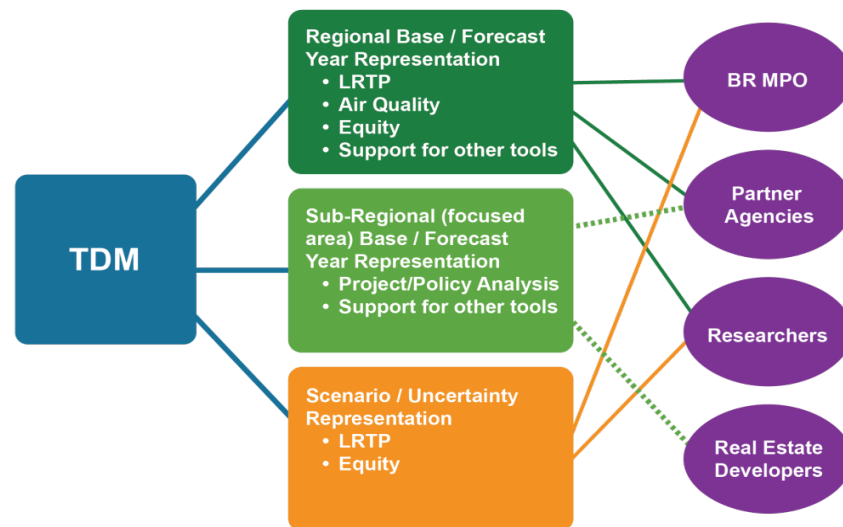 TDM
Regional Base / Forecast
Year Representation
• LRTP
• Air Quality
• Equity
• Support for other tools
Sub-Regional (focused
area) Base / Forecast
Year Representation
• Project/Policy Analysis
• Support for other tools
Scenario / Uncertainty
Representation
• LRTP
• Equity
BR MPO
Partner
Agencies
Researchers
Real Estate
Developers